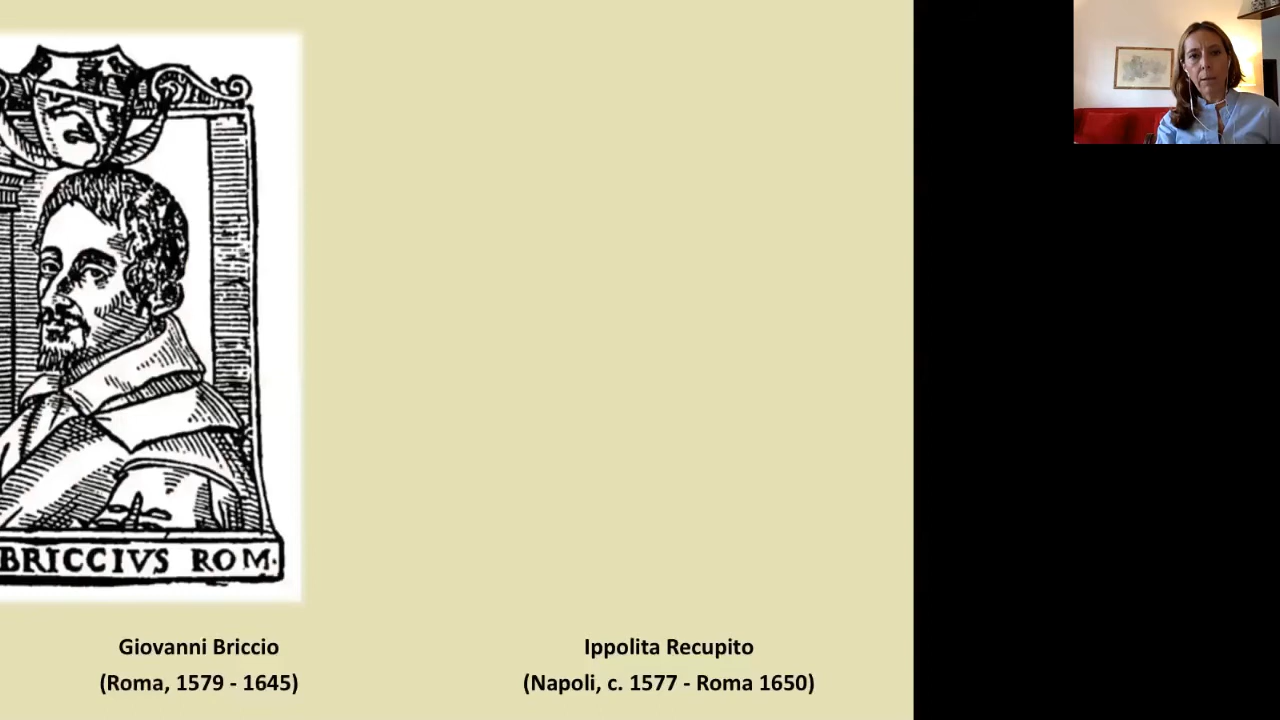 BRICCIVS ROM.
Giovanni Briccio
(Roma, 1579 - 1645)
Ippolita Recupito
(Napoli, c. 1577 - Roma 1650)